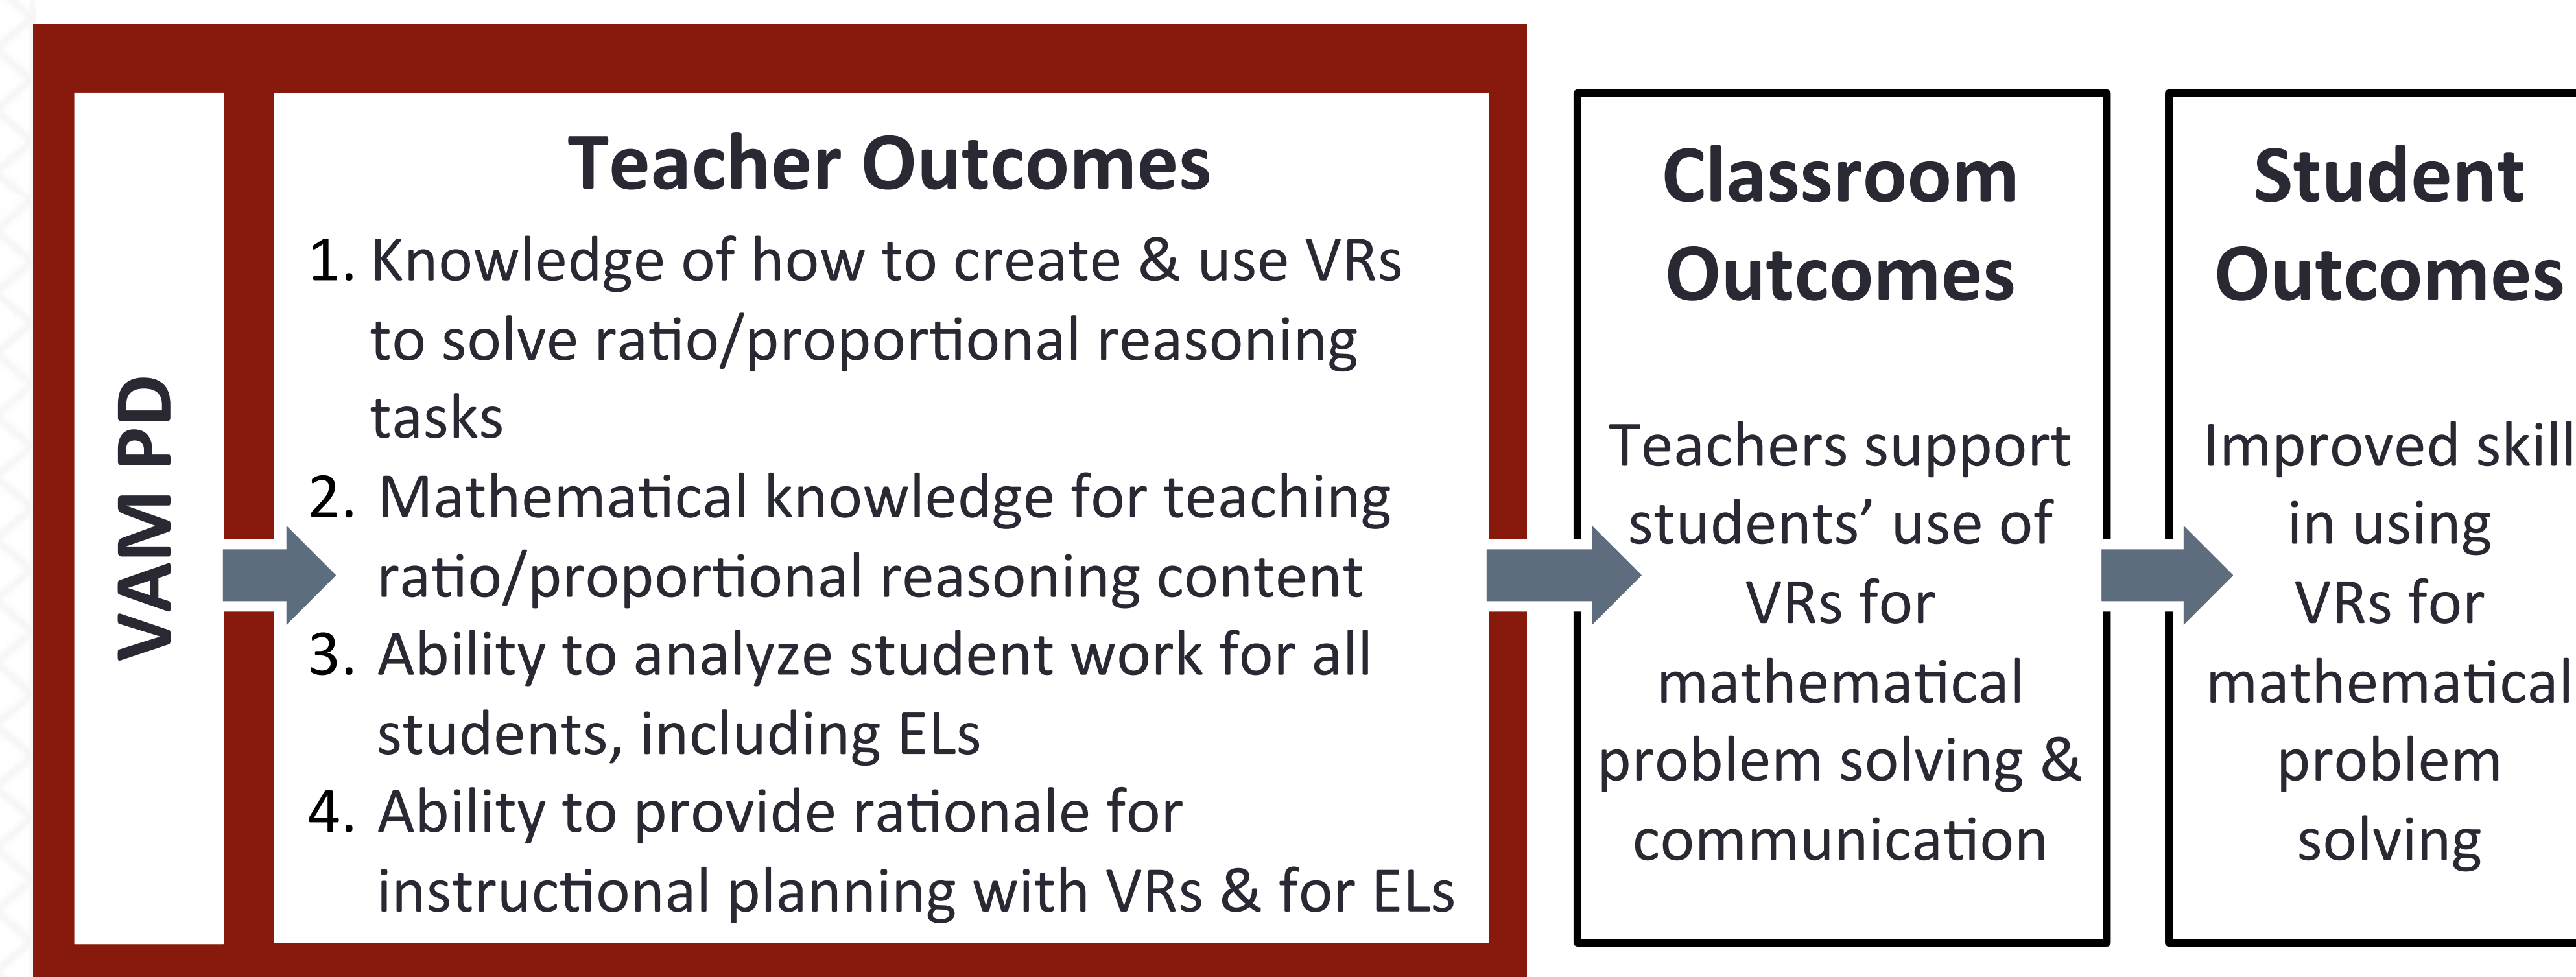 VAM PD
Teacher Outcomes
1. Knowledge of how to create & use VRs
to solve ratio/proportional reasoning
tasks
2. Mathematical knowledge for teaching
ratio/proportional reasoning content
3. Ability to analyze student work for all
students, including ELs
4. Ability to provide rationale for
instructional planning with VRs & for ELs
Classroom
Outcomes
Teachers support
students’ use of
VRs for
mathematical
problem solving &
communication
Student
Outcomes
Improved skill
in using
VRs for
mathematical
problem
solving